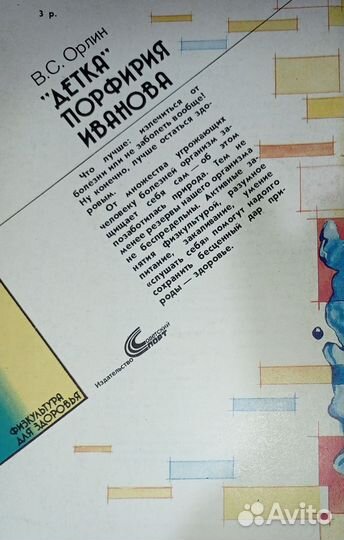 3 р.
В.С. Орлин
"ДЕТКА"
ПОРФИРИЯ
ИВАНОВА
Что лучше: излечиться от
болезни или не заболеть вообще!
Ну конечно, лучше остаться здо-
ровым.
От множества угрожающих
человеку болезней организм за-
щищает себя сам — об этом
позаботилась природа. Тем не
менее резервы нашего организма
не беспредельны. Активные за-
нятия физкультурой, разумное
питание, закаливание, умение
«слушать себя» помогут надолго
сохранить бесценный дар при-
роды — здоровье.
Издательство
Советский
спорт
ФИЗКУЛЬТУРА
ДЛЯ ЗДОРОВЬЯ
Avito